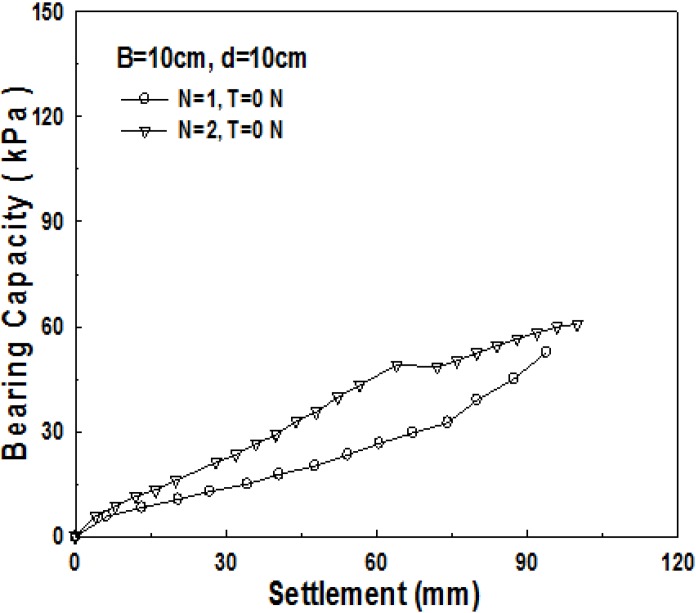 150
120
90
60
30
0
Bearing Capacity ( kPa)
B=10cm, d=10cm
N=1, T=0 N
N=2, T=0 N
0 30 60 90 120
Settlement (mm)